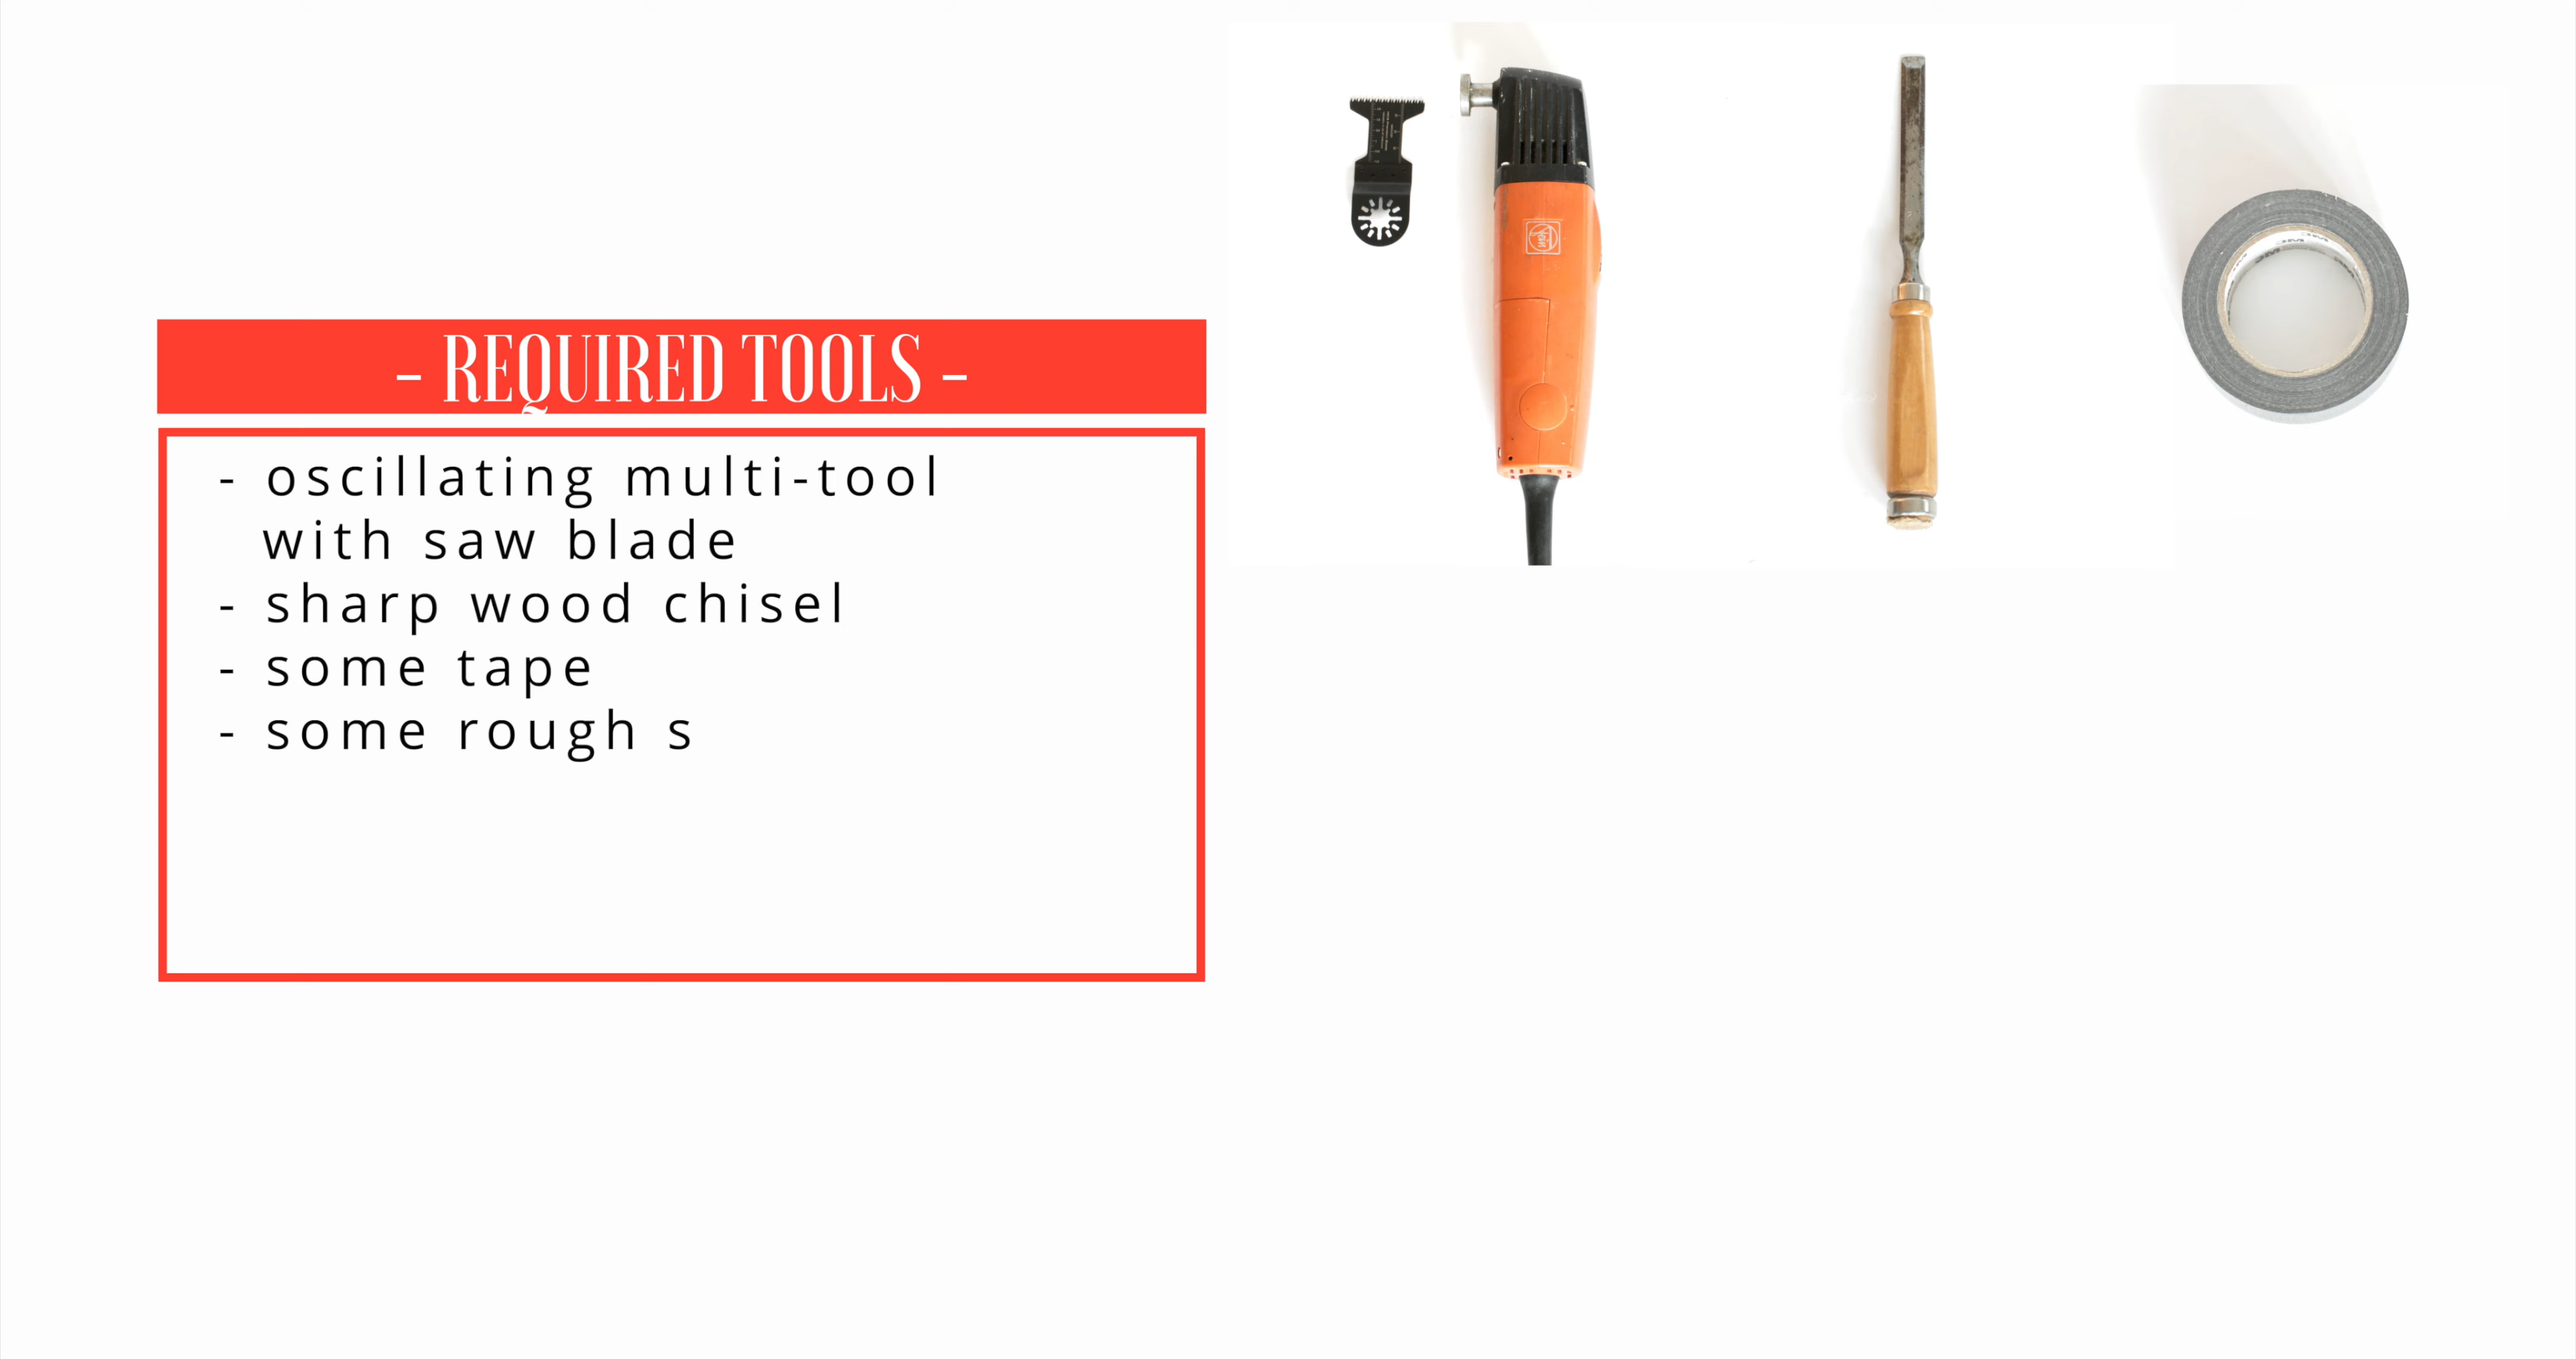 - REQUIRED TOOLS -
- oscillating multi-tool
with saw blade
- sharp wood chisel
- some tape
- some rough s